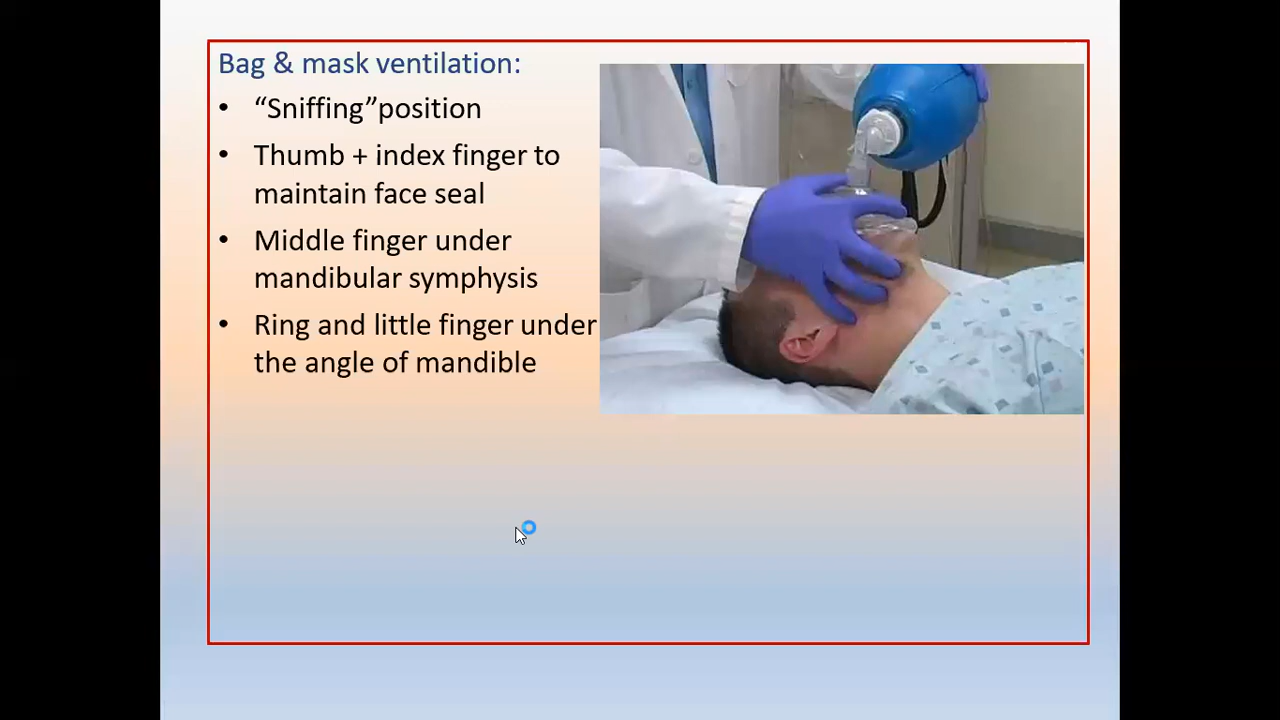 Bag & mask ventilation:
• “Sniffing”position
• Thumb + index finger to
maintain face seal
• Middle finger under
mandibular symphysis
• Ring and little finger under
the angle of mandible